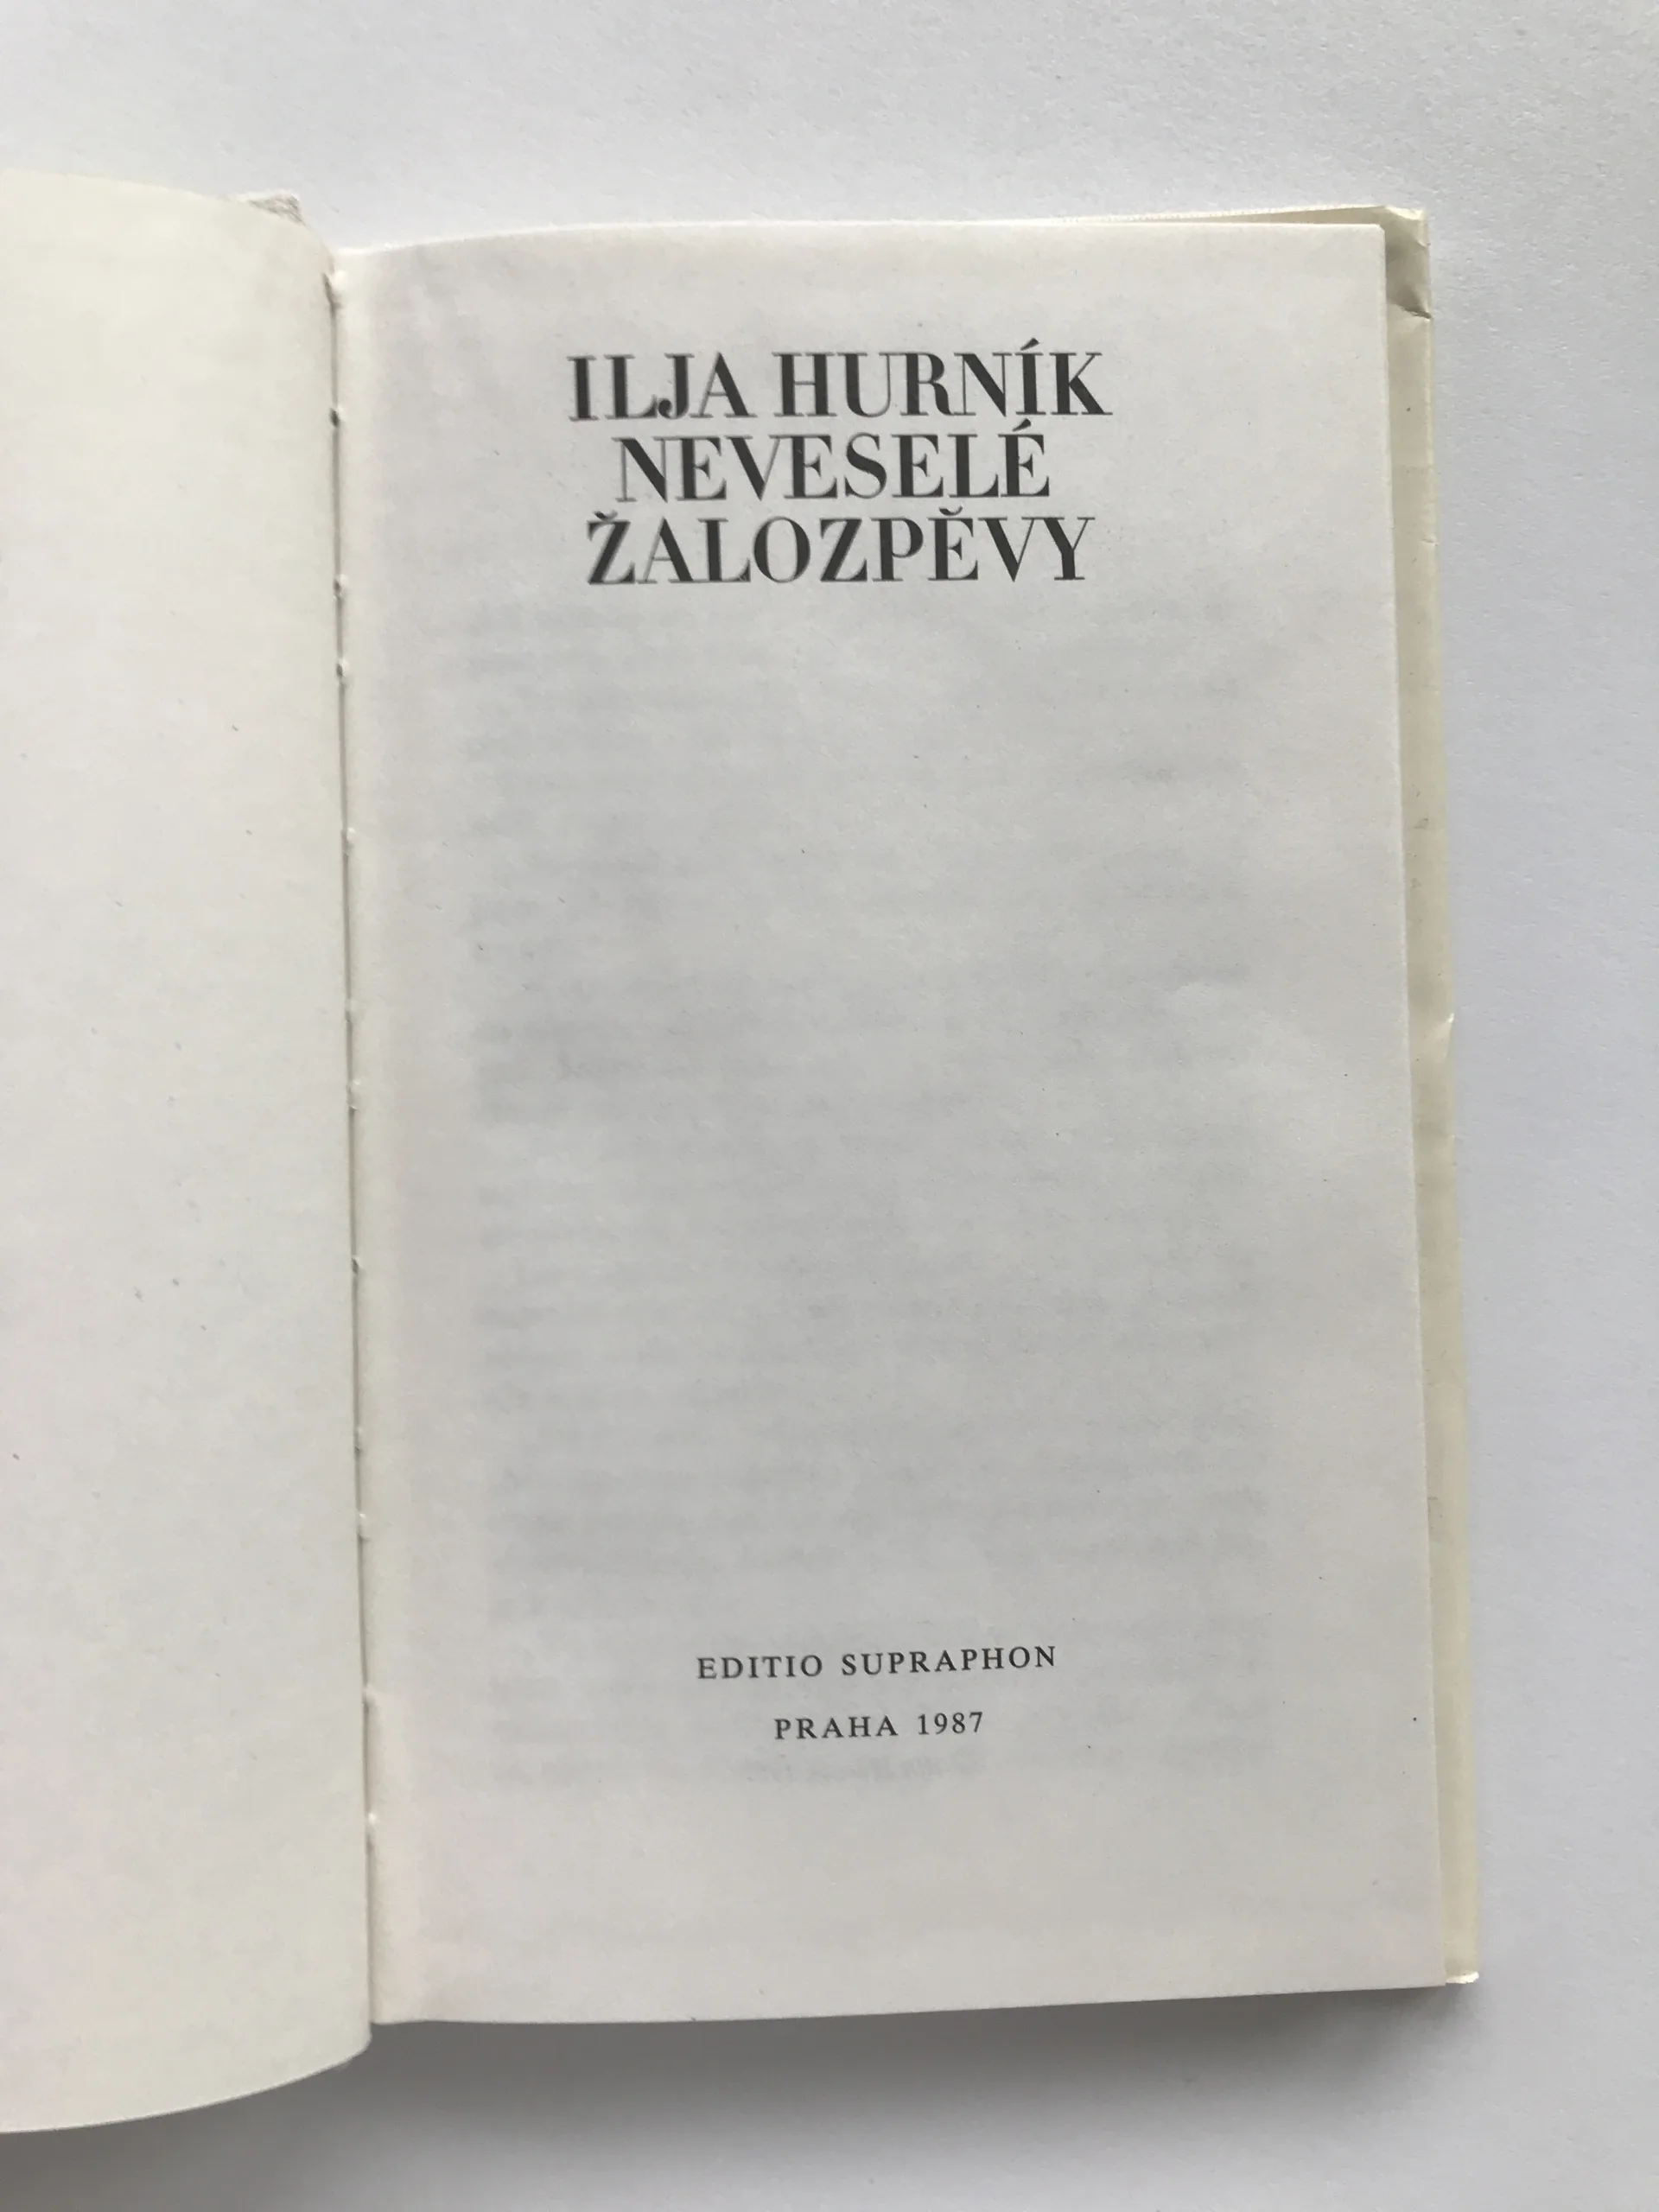 ILJA HURNÍK
NEVESELÉ
ŽALOZPĚVY
EDITIO SUPRAPHON
PRAHA 1987